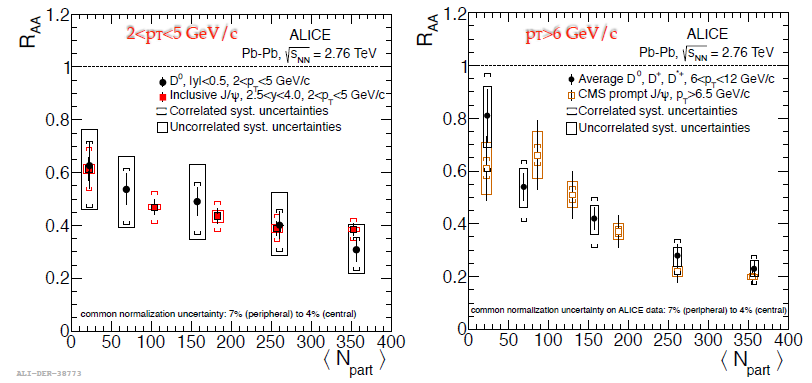 R_AA
1.2
1
0.8
0.6
0.4
0.2
0
2<p_T<5 GeV/c
ALICE
Pb-Pb, √s_NN = 2.76 TeV
D⁰, |y|<0.5, 2<p_T<5 GeV/c
Inclusive J/ψ, 2.5<y<4.0, 2<p_T<5 GeV/c
Correlated syst. uncertainties
Uncorrelated syst. uncertainties
common normalization uncertainty: 7% (peripheral) to 4% (central)
0 50 100 150 200 250 300 350 400
⟨ N_part ⟩
ALI-DER-38773
R_AA
1.2
1
0.8
0.6
0.4
0.2
0
p_T>6 GeV/c
ALICE
Pb-Pb, √s_NN = 2.76 TeV
Average D⁰, D⁺, D*⁺, 6<p_T<12 GeV/c
CMS prompt J/ψ, p_T>6.5 GeV/c
Correlated syst. uncertainties
Uncorrelated syst. uncertainties
common normalization uncertainty on ALICE data: 7% (peripheral) to 4% (central)
0 50 100 150 200 250 300 350 400
⟨ N_part ⟩